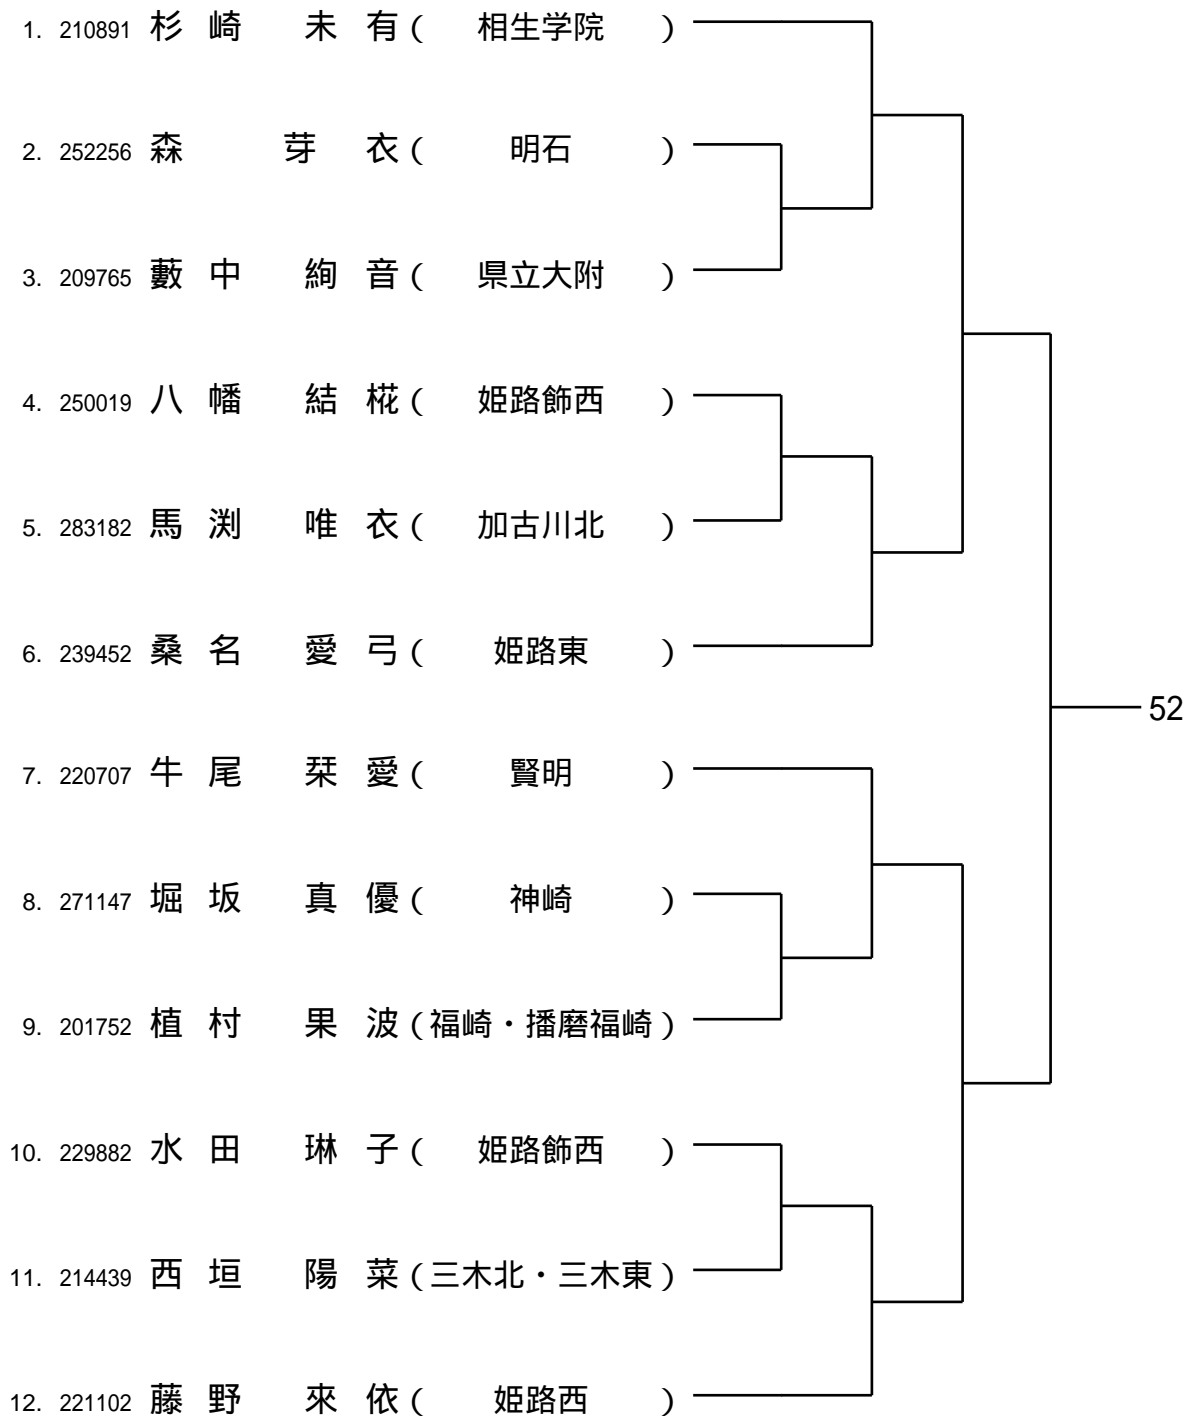 1. 210891 杉崎 未有 ( 相生学院 )
2. 252256 森 芽衣 ( 明石 )
3. 209765 藪中 絢音 ( 県立大附 )
4. 250019 八幡 結椛 ( 姫路飾西 )
5. 283182 馬渕 唯衣 ( 加古川北 )
6. 239452 桑名 愛弓 ( 姫路東 )
52
7. 220707 牛尾 栞愛 ( 賢明 )
8. 271147 堀坂 真優 ( 神崎 )
9. 201752 植村 果波 (福崎・播磨福崎)
10. 229882 水田 琳子 ( 姫路飾西 )
11. 214439 西垣 陽菜 (三木北・三木東)
12. 221102 藤野 來依 ( 姫路西 )